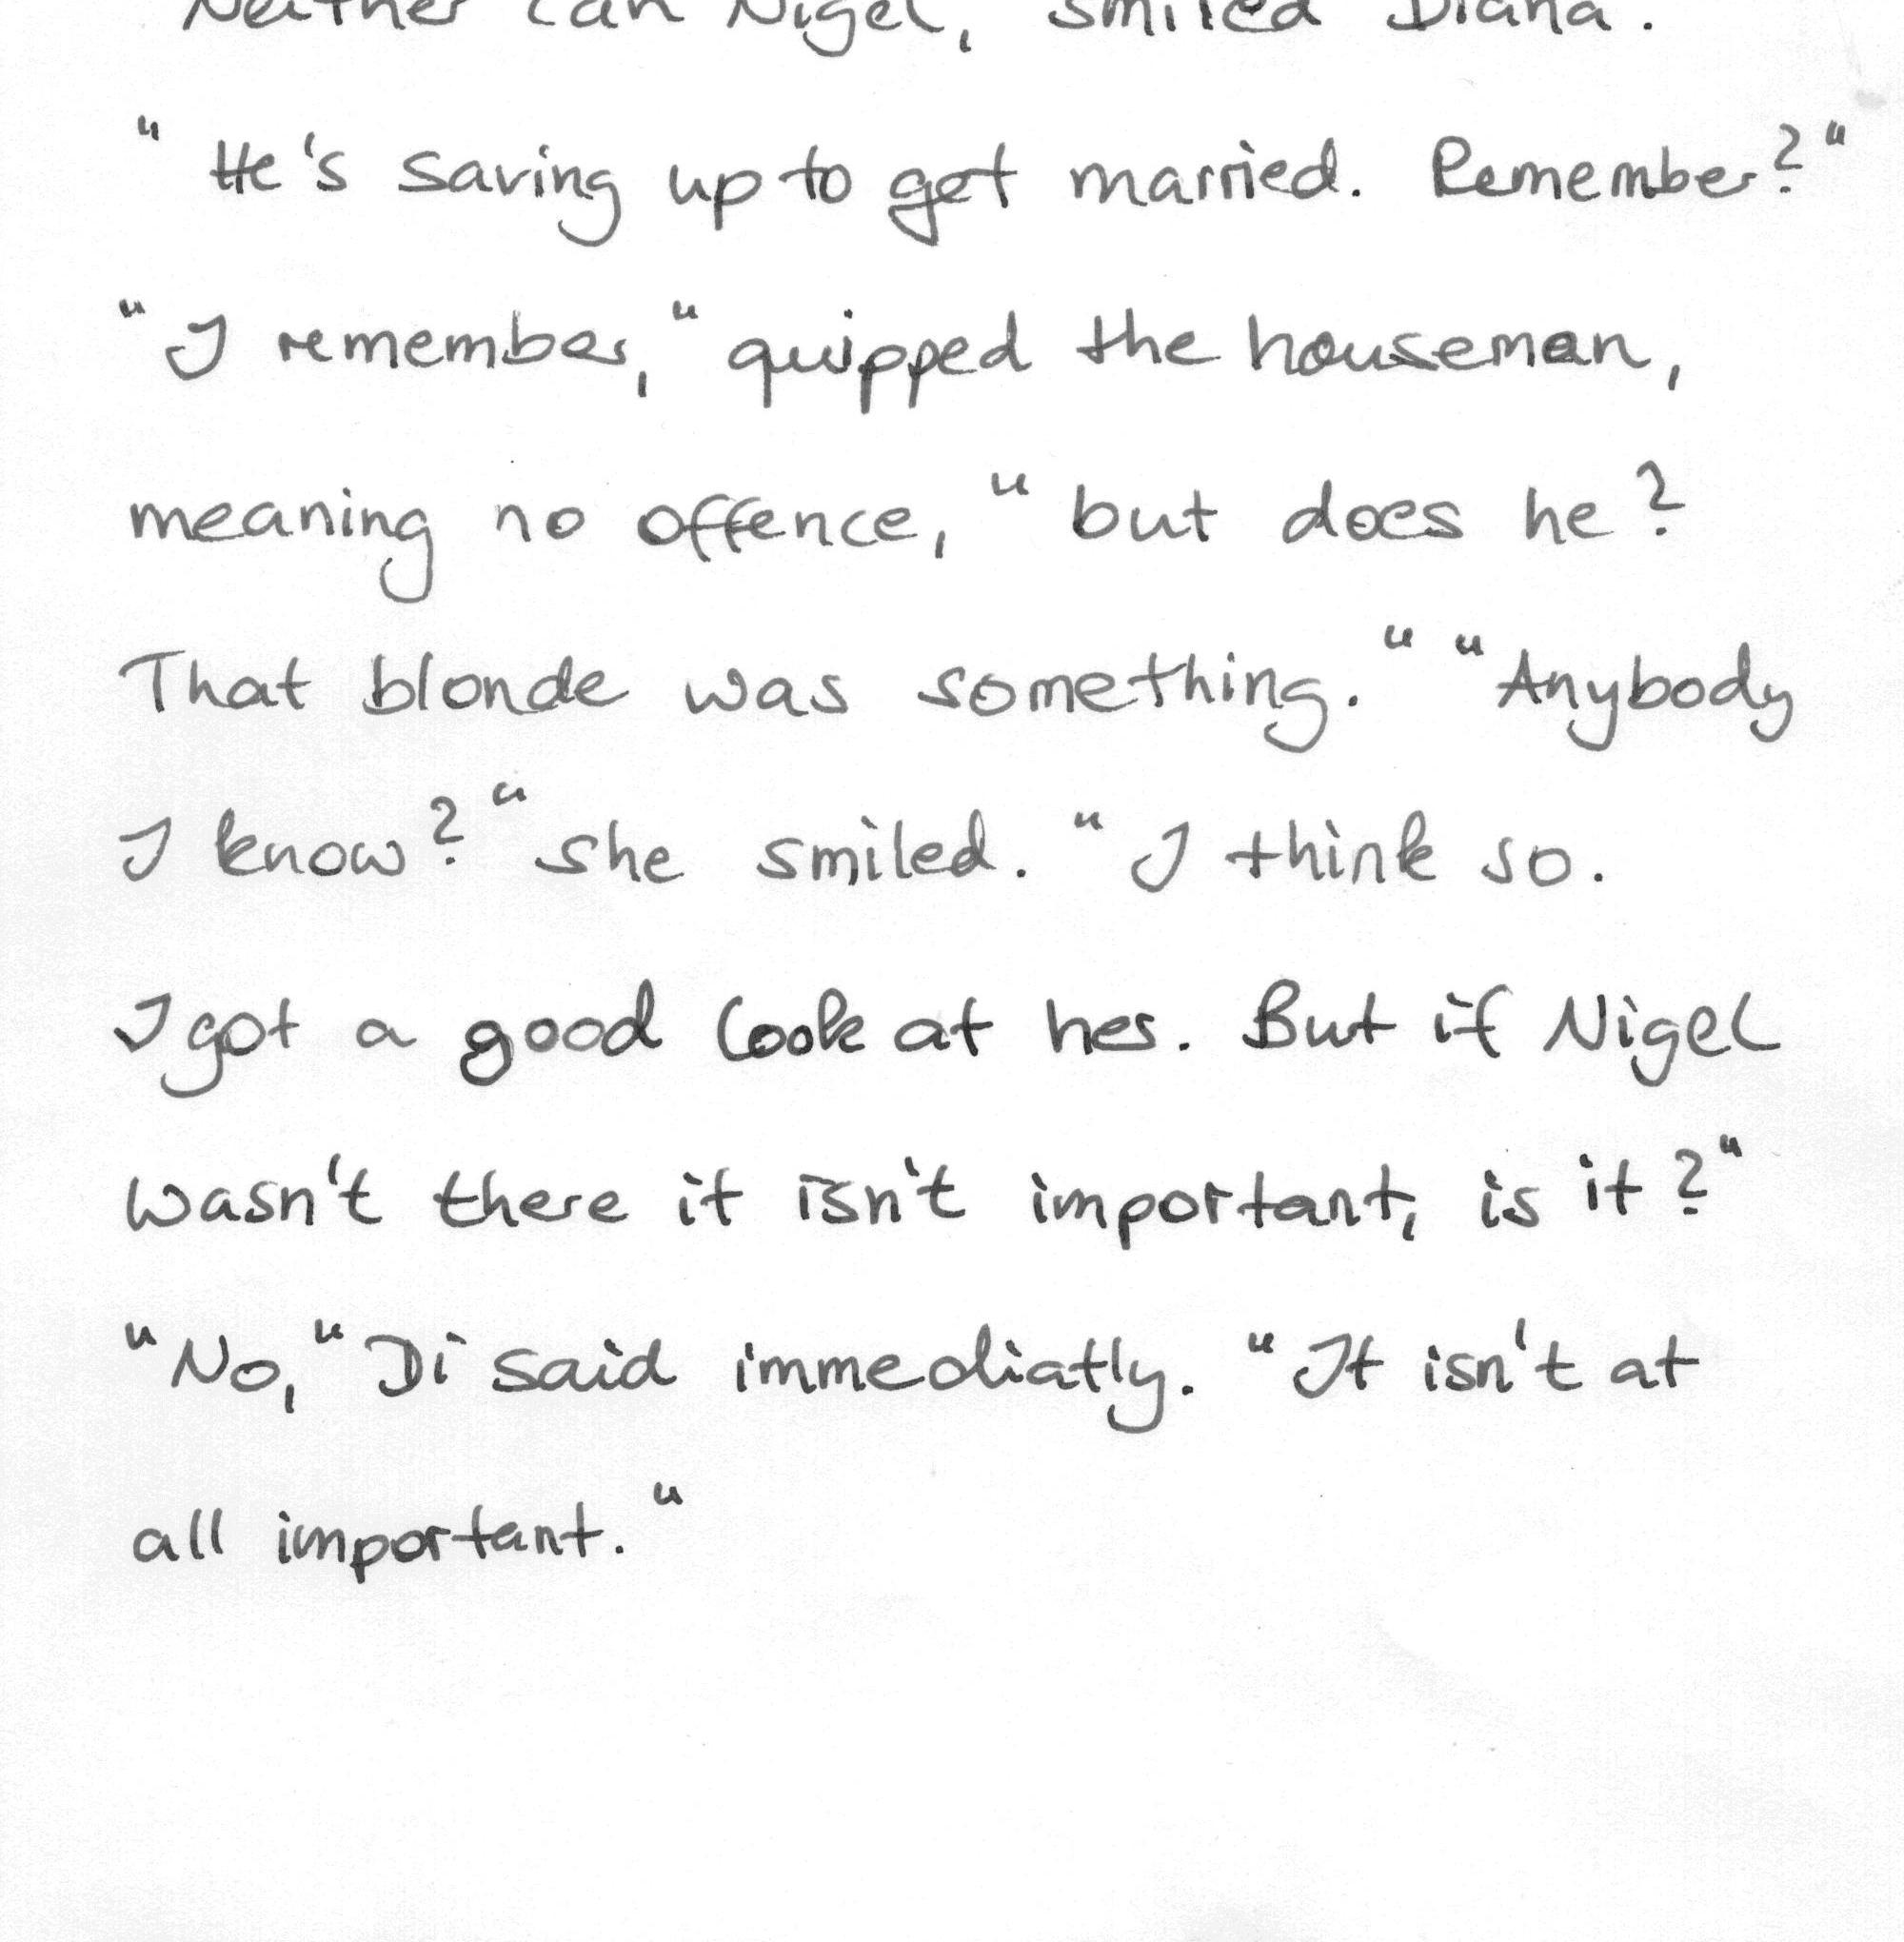 Neither can Nigel, smiled Diana.
"He's saving up to get married. Remember?"
"I remember," quipped the houseman,
meaning no offence, "but does he?
That blonde was something." "Anybody
I know?" she smiled. "I think so.
I got a good look at her. But if Nigel
wasn't there it isn't important, is it?"
"No," Di said immediatly. "It isn't at
all important."